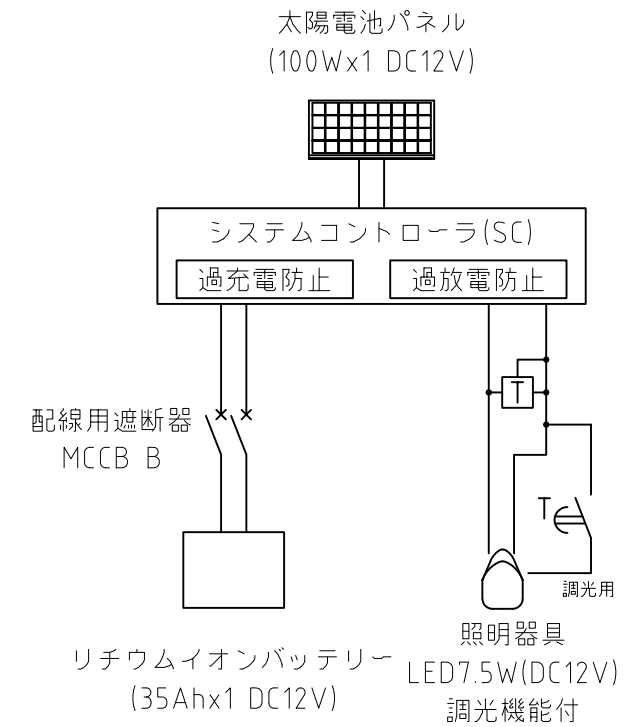 太陽電池パネル
(100Wx1 DC12V)
システムコントローラ(SC)
過充電防止
過放電防止
T
配線用遮断器
MCCB B
T
調光用
リチウムイオンバッテリー
(35Ahx1 DC12V)
照明器具
LED7.5W(DC12V)
調光機能付